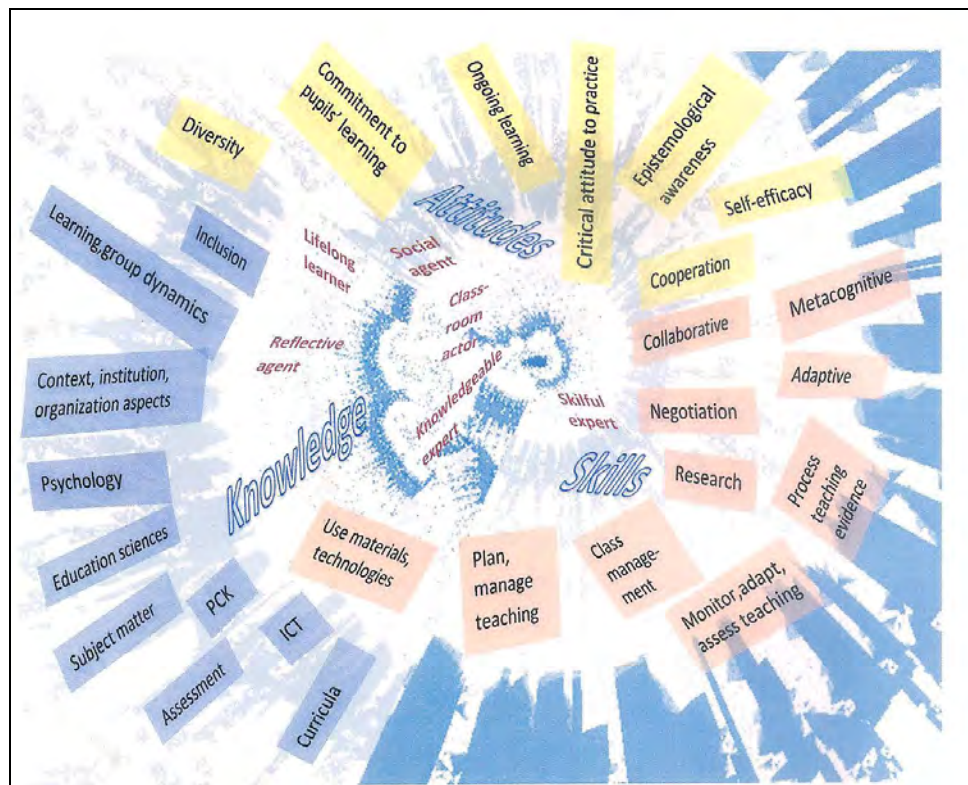 Diversity
Commitment to
pupils' learning
Ongoing learning
Critical attitude to practice
Epistemological
awareness
Self-efficacy
Cooperation
Attitudes
Lifelong
learner
Social
agent
Class-
room
actor
Reflective
agent
Knowledgeable
expert
Skilful
expert
Inclusion
Learning,group dynamics
Context, institution,
organization aspects
Psychology
Education sciences
Subject matter
PCK
Assessment
ICT
Curricula
Knowledge
Skills
Metacognitive
Collaborative
Adaptive
Negotiation
Research
Process
teaching
evidence
Use materials,
technologies
Plan,
manage
teaching
Class
manage-
ment
Monitor, adapt,
assess teaching